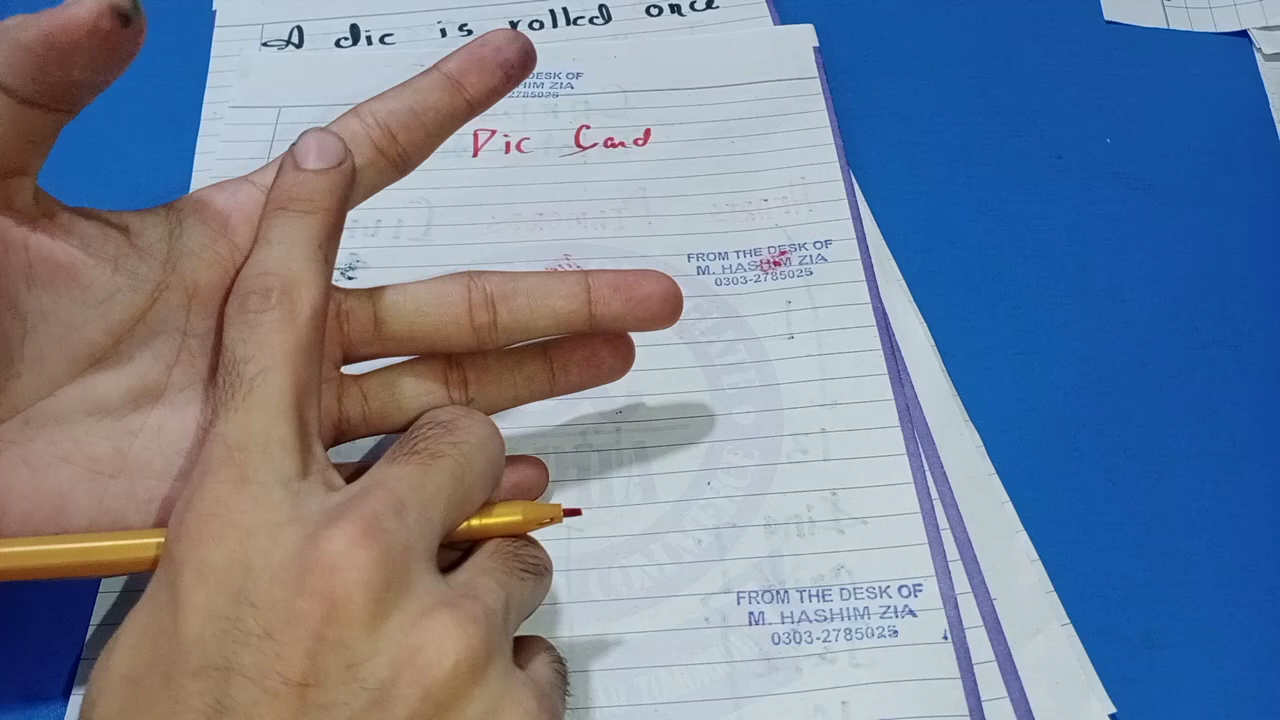 A dic is rolled once
DESK OF
HIM ZIA
2785025
Dic Card
FROM THE DESK OF
M. HASHIM ZIA
0303-2785025
FROM THE DESK OF
M. HASHIM ZIA
0303-2785025